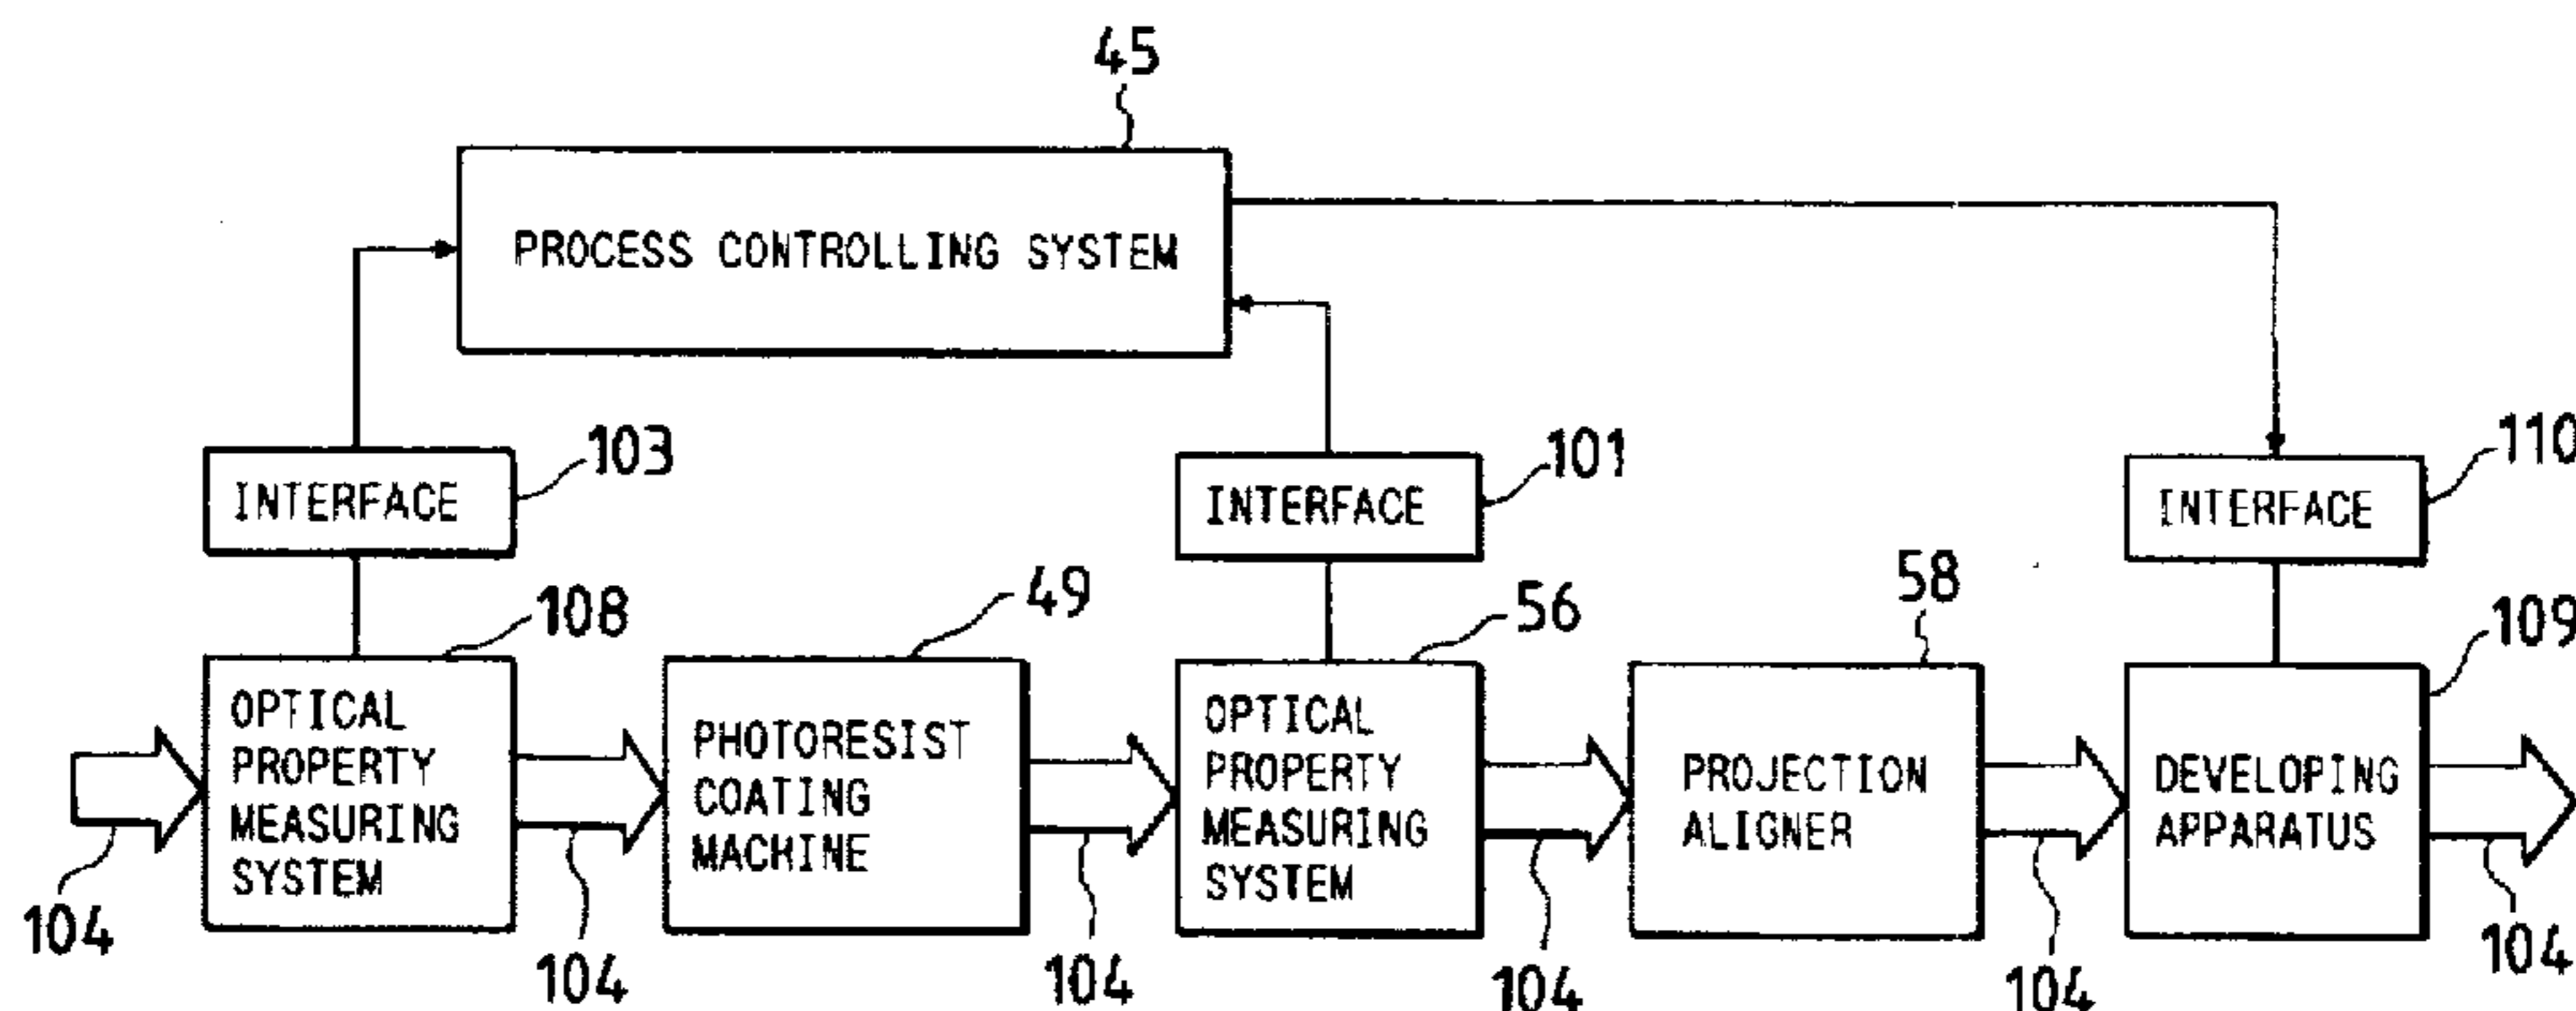 45
PROCESS CONTROLLING SYSTEM
INTERFACE
103
INTERFACE
101
INTERFACE
110
108
49
56
58
109
OPTICAL
PROPERTY
MEASURING
SYSTEM
PHOTORESIST
COATING
MACHINE
OPTICAL
PROPERTY
MEASURING
SYSTEM
PROJECTION
ALIGNER
DEVELOPING
APPARATUS
104
104
104
104
104
104